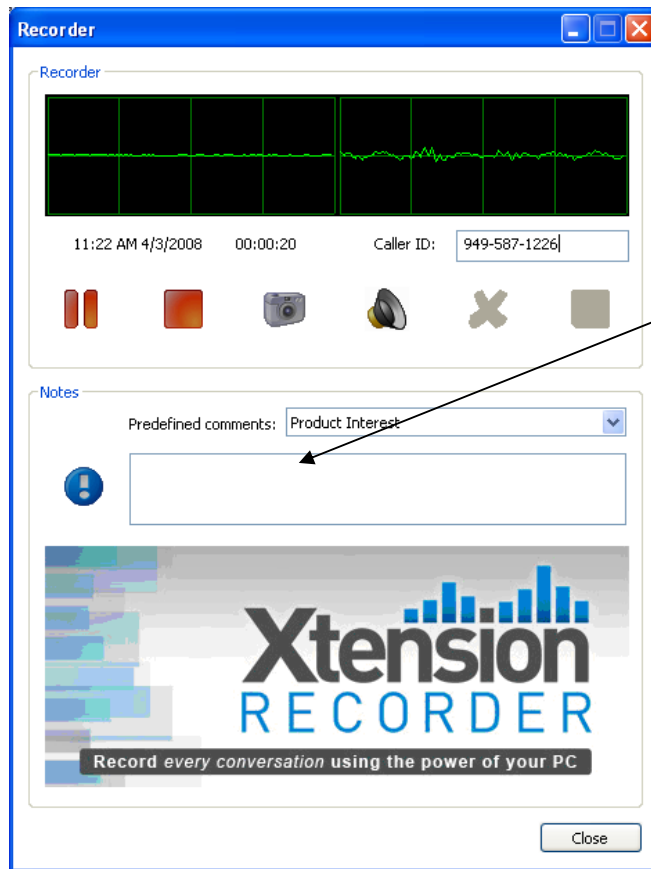 Recorder
Recorder
11:22 AM 4/3/2008 00:00:20 Caller ID: 949-587-1226
Notes
Predefined comments: Product Interest
Xtension
RECORDER
Record every conversation using the power of your PC
Close